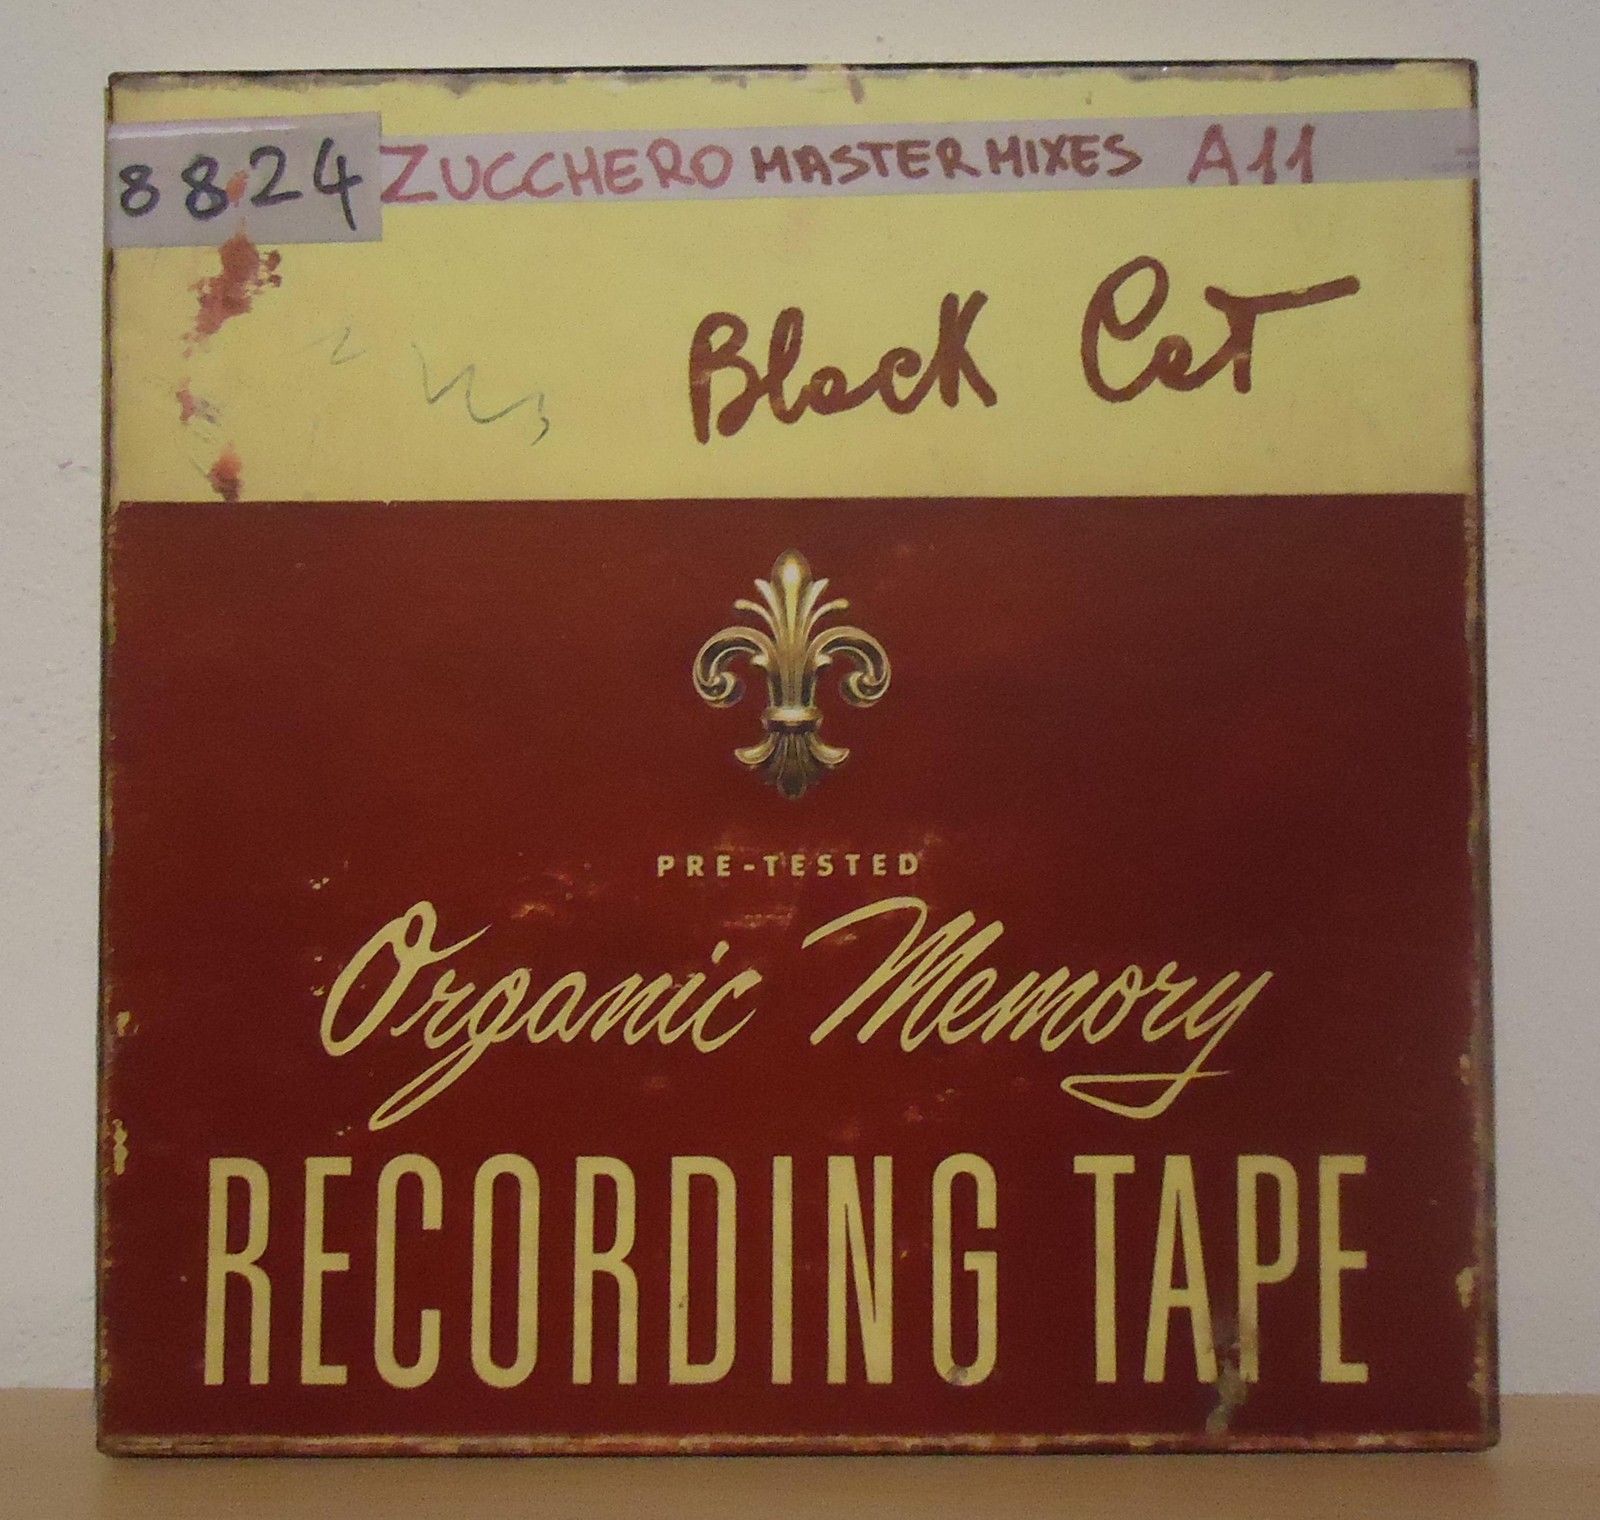 8824 ZUCCHERO MASTER MIXES A11
Black Cat
PRE-TESTED
Organic Memory
RECORDING TAPE